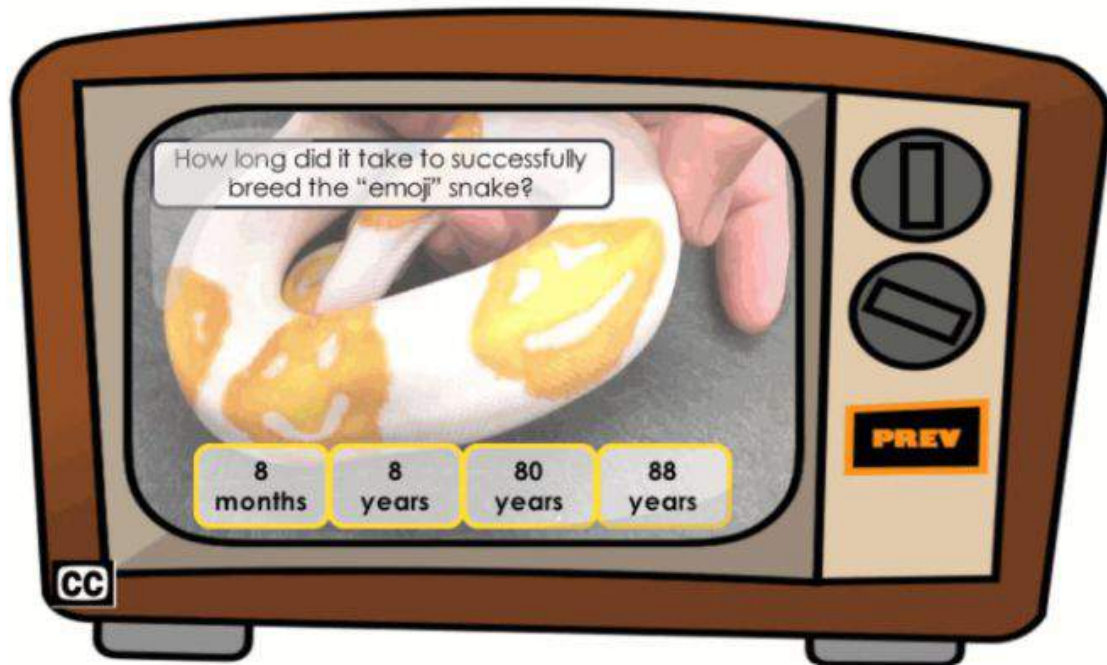 How long did it take to successfully
breed the “emoji” snake?
8
months
8
years
80
years
88
years
PREV
CC